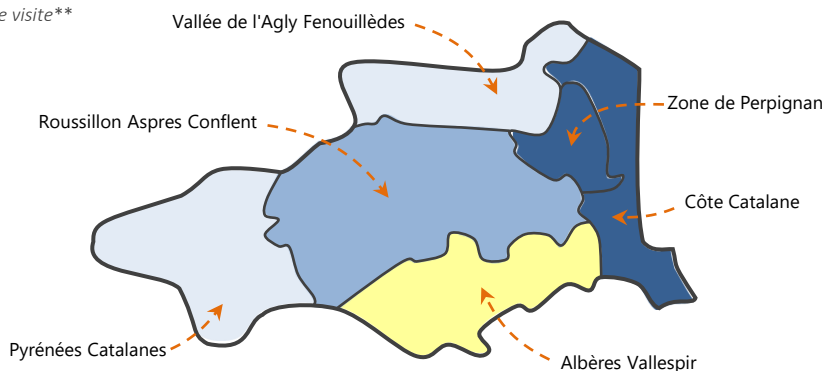 e visite**
Vallée de l'Agly Fenouillèdes
Zone de Perpignan
Roussillon Aspres Conflent
Côte Catalane
Pyrénées Catalanes
Albères Vallespir